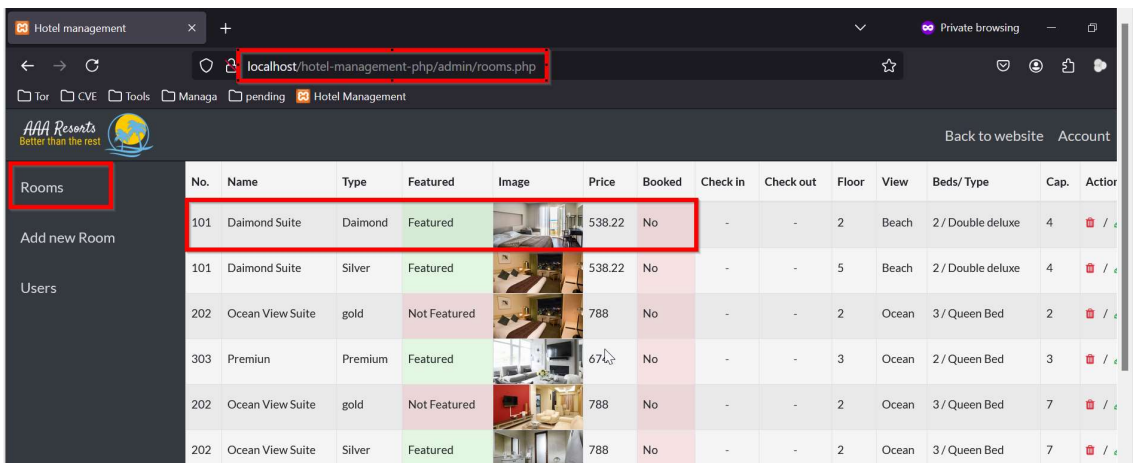 Hotel management
Private browsing
localhost/hotel-management-php/admin/rooms.php
Tor CVE Tools Managa pending Hotel Management
AAA Resorts
Better than the rest
Back to website Account
Rooms
Add new Room
Users
No. Name Type Featured Image Price Booked Check in Check out Floor View Beds/Type Cap. Action
101 Daimond Suite Daimond Featured 538.22 No - - 2 Beach 2 / Double deluxe 4 /
101 Daimond Suite Silver Featured 538.22 No - - 5 Beach 2 / Double deluxe 4 /
202 Ocean View Suite gold Not Featured 788 No - - 2 Ocean 3 / Queen Bed 2 /
303 Premiun Premium Featured No - - 3 Ocean 2 / Queen Bed 3 /
202 Ocean View Suite gold Not Featured 788 No - - 2 Ocean 3 / Queen Bed 7 /
202 Ocean View Suite Silver Featured 788 No - - 2 Ocean 3 / Queen Bed 7 /